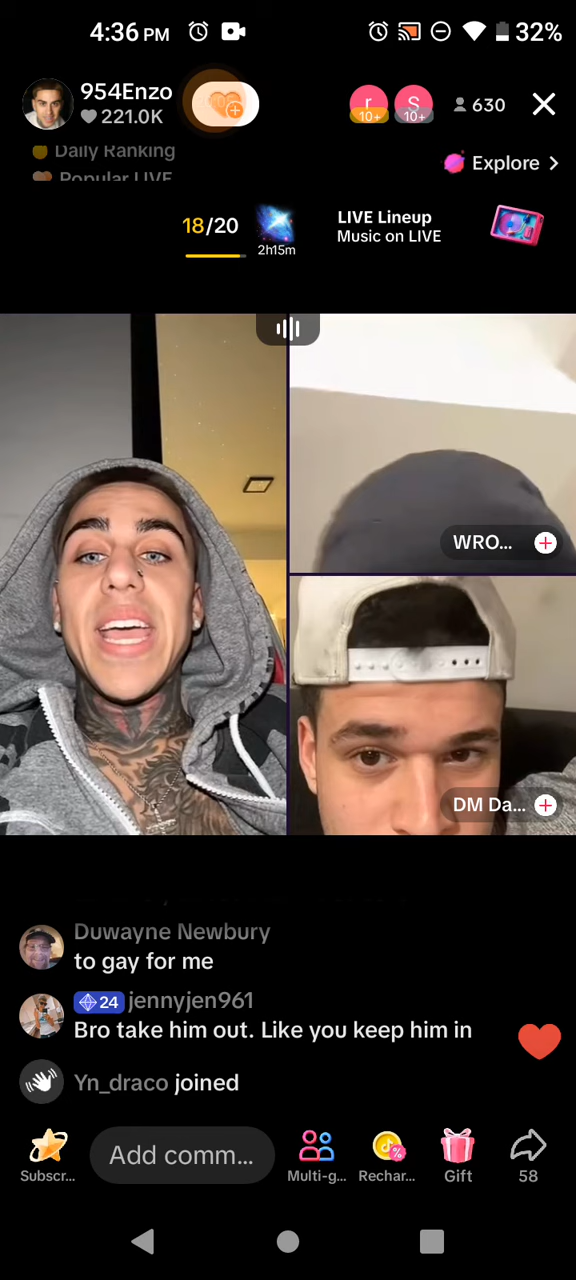 4:36 PM 32%
954Enzo
221.0K
r 10+ S 10+ 630
Daily Ranking
Popular LIVE
Explore >
18/20
2h15m
LIVE Lineup
Music on LIVE
WRO...
DM Da...
Duwayne Newbury
to gay for me
24 jennyjen961
Bro take him out. Like you keep him in
Yn_draco joined
Add comm...
Subscr... Multi-g... Rechar... Gift 58